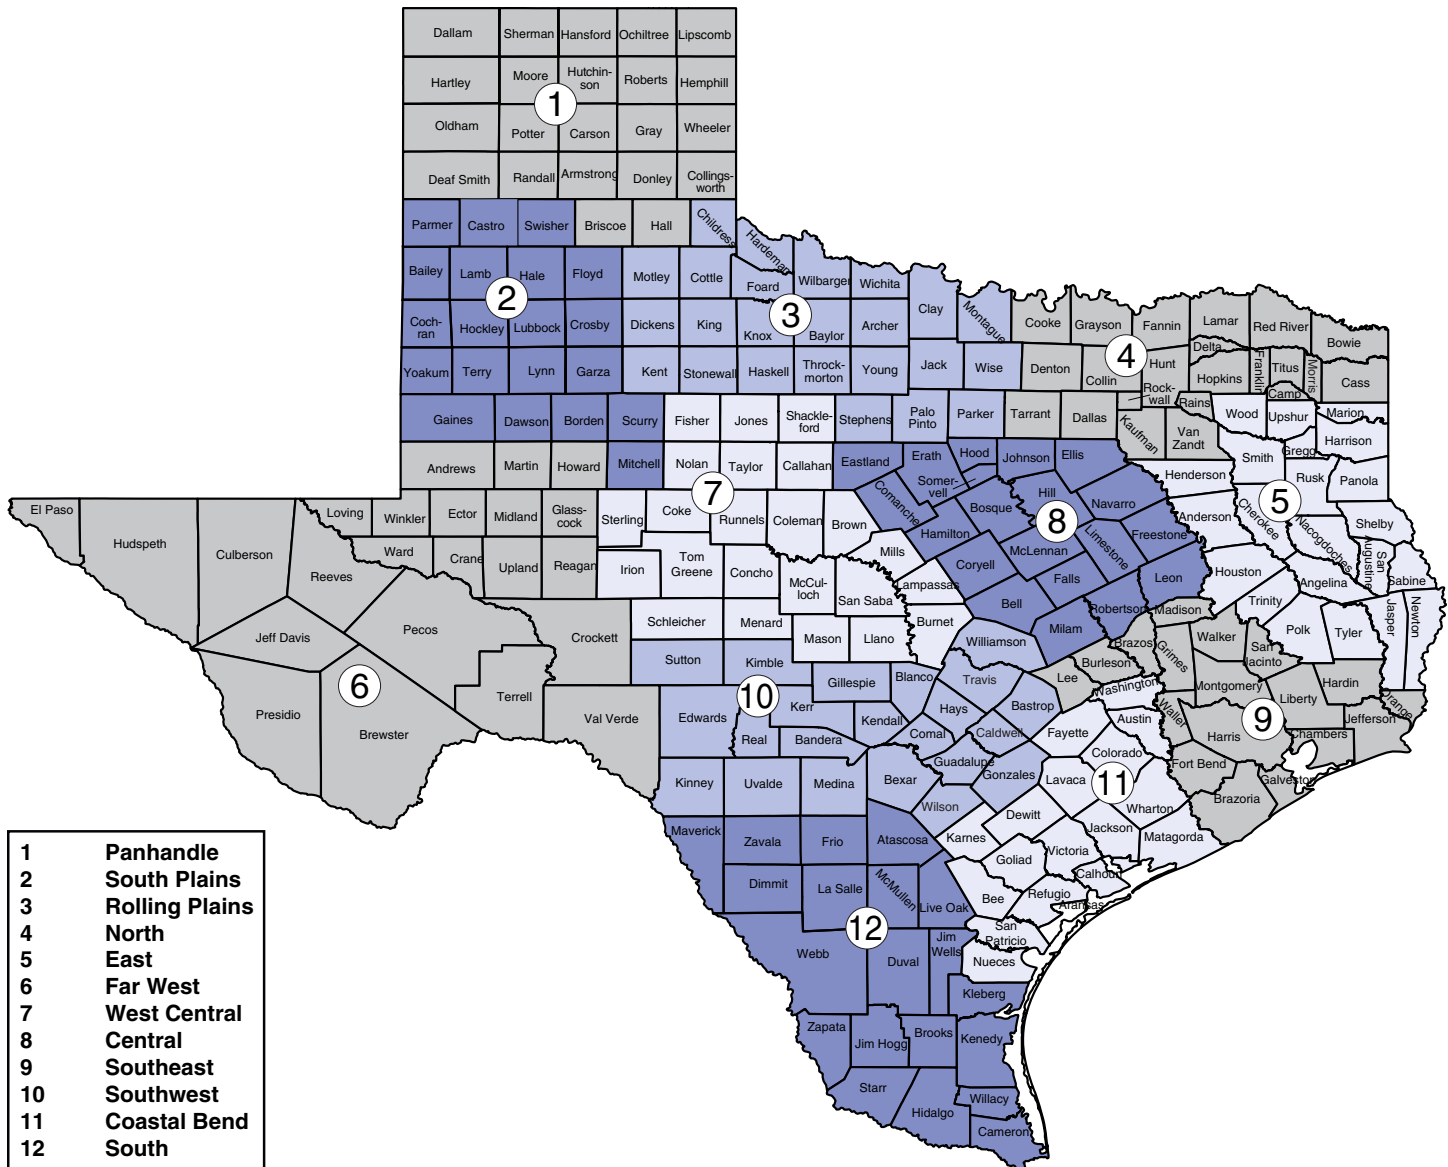 Dallam Sherman Hansford Ochiltree Lipscomb
Hartley Moore Hutchin-
son Roberts Hemphill
1
Oldham Potter Carson Gray Wheeler
Deaf Smith Randall Armstrong Donley Collings-
worth
Parmer Castro Swisher Briscoe Hall Childress
Hardeman
Bailey Lamb Hale Floyd Motley Cottle Foard Wilbarger Wichita
2
3
Clay Montague Cooke Grayson Fannin Lamar Red River Bowie
Coch-
ran Hockley Lubbock Crosby Dickens King Knox Baylor Archer
4
Delta
Yoakum Terry Lynn Garza Kent Stonewall Haskell Throck-
morton Young Jack Wise Denton Collin Hunt Hopkins Franklin Titus Morris Cass
Rock-
wall Rains Camp
Gaines Dawson Borden Scurry Fisher Jones Shackle-
ford Stephens Palo
Pinto Parker Tarrant Dallas Kaufman Van
Zandt Wood Upshur Marion
Harrison
Andrews Martin Howard Mitchell Nolan Taylor Callahan Eastland Erath Hood Johnson Ellis Henderson Smith Gregg
Rusk Panola
7
5
Somer-
vell
El Paso Hudspeth Culberson Loving Winkler Ector Midland Glass-
cock Sterling Coke Runnels Coleman Brown Comanche Bosque Hill Navarro Anderson Cherokee Nacogdoches Shelby
8
Reeves Ward Crane Upland Reagan Irion Tom
Greene Concho McCul-
loch San Saba Mills Hamilton McLennan Limestone Freestone San
Augustine Sabine
Lampassas Coryell Falls Leon Houston Angelina
Jeff Davis Pecos Crockett Schleicher Menard Mason Llano Burnet Bell Milam Robertson Madison Trinity Polk Tyler Jasper Newton
Williamson Brazos Grimes Walker San
Jacinto
Sutton Kimble Gillespie Blanco Travis Lee Burleson Washington Montgomery Liberty Hardin Orange
6
Terrell
10
Presidio Brewster Val Verde Edwards Kerr Kendall Hays Bastrop Austin Waller Harris Jefferson
9
Chambers
Real Bandera Comal Caldwell Fayette Colorado
Guadalupe Gonzales Lavaca Fort Bend Galveston
11
Kinney Uvalde Medina Bexar Wilson Wharton Brazoria
Dewitt
Maverick Zavala Frio Atascosa Karnes Jackson Matagorda
Goliad Victoria
Calhoun
Dimmit La Salle McMullen Live Oak Bee Refugio
Aransas
12
San
Patricio
Webb Duval Jim
Wells Nueces
Kleberg
Zapata Jim Hogg Brooks Kenedy
Starr Hidalgo Willacy
Cameron
1 Panhandle
2 South Plains
3 Rolling Plains
4 North
5 East
6 Far West
7 West Central
8 Central
9 Southeast
10 Southwest
11 Coastal Bend
12 South